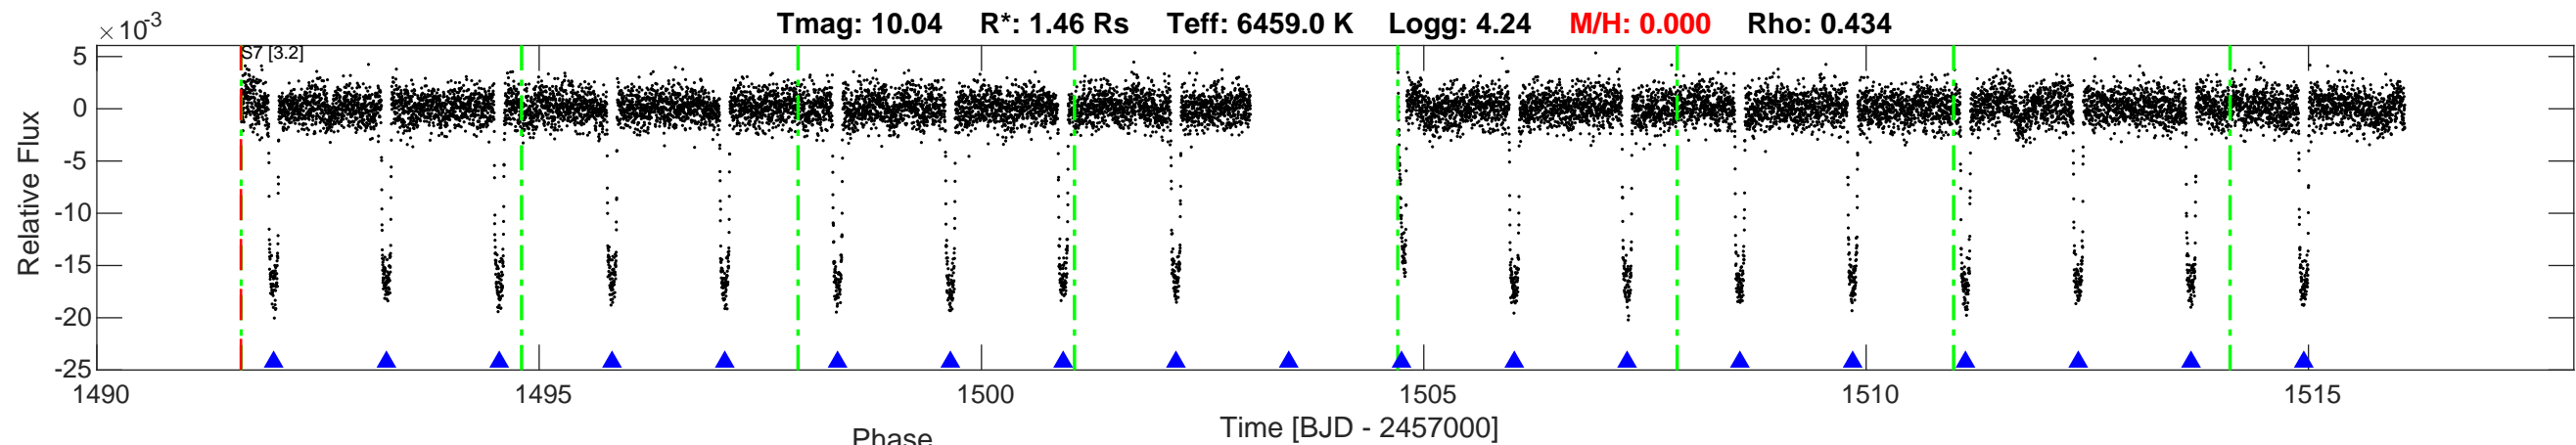 Tmag: 10.04 R*: 1.46 Rs Teff: 6459.0 K Logg: 4.24 M/H: 0.000 Rho: 0.434
×10⁻³
S7 [3.2]
5
0
-5
-10
-15
-20
-25
Relative Flux
1490 1495 1500 1505 1510 1515
Time [BJD - 2457000]
Phase